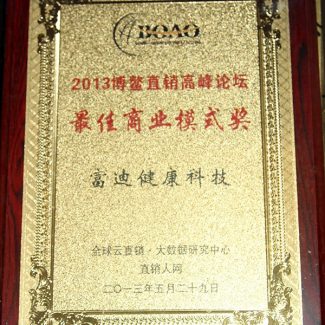 BOAO
2013博鳌直销高峰论坛
最佳商业模式奖
富迪健康科技
全球云直销·大数据研究中心
直销人网
二〇一三年五月二十九日